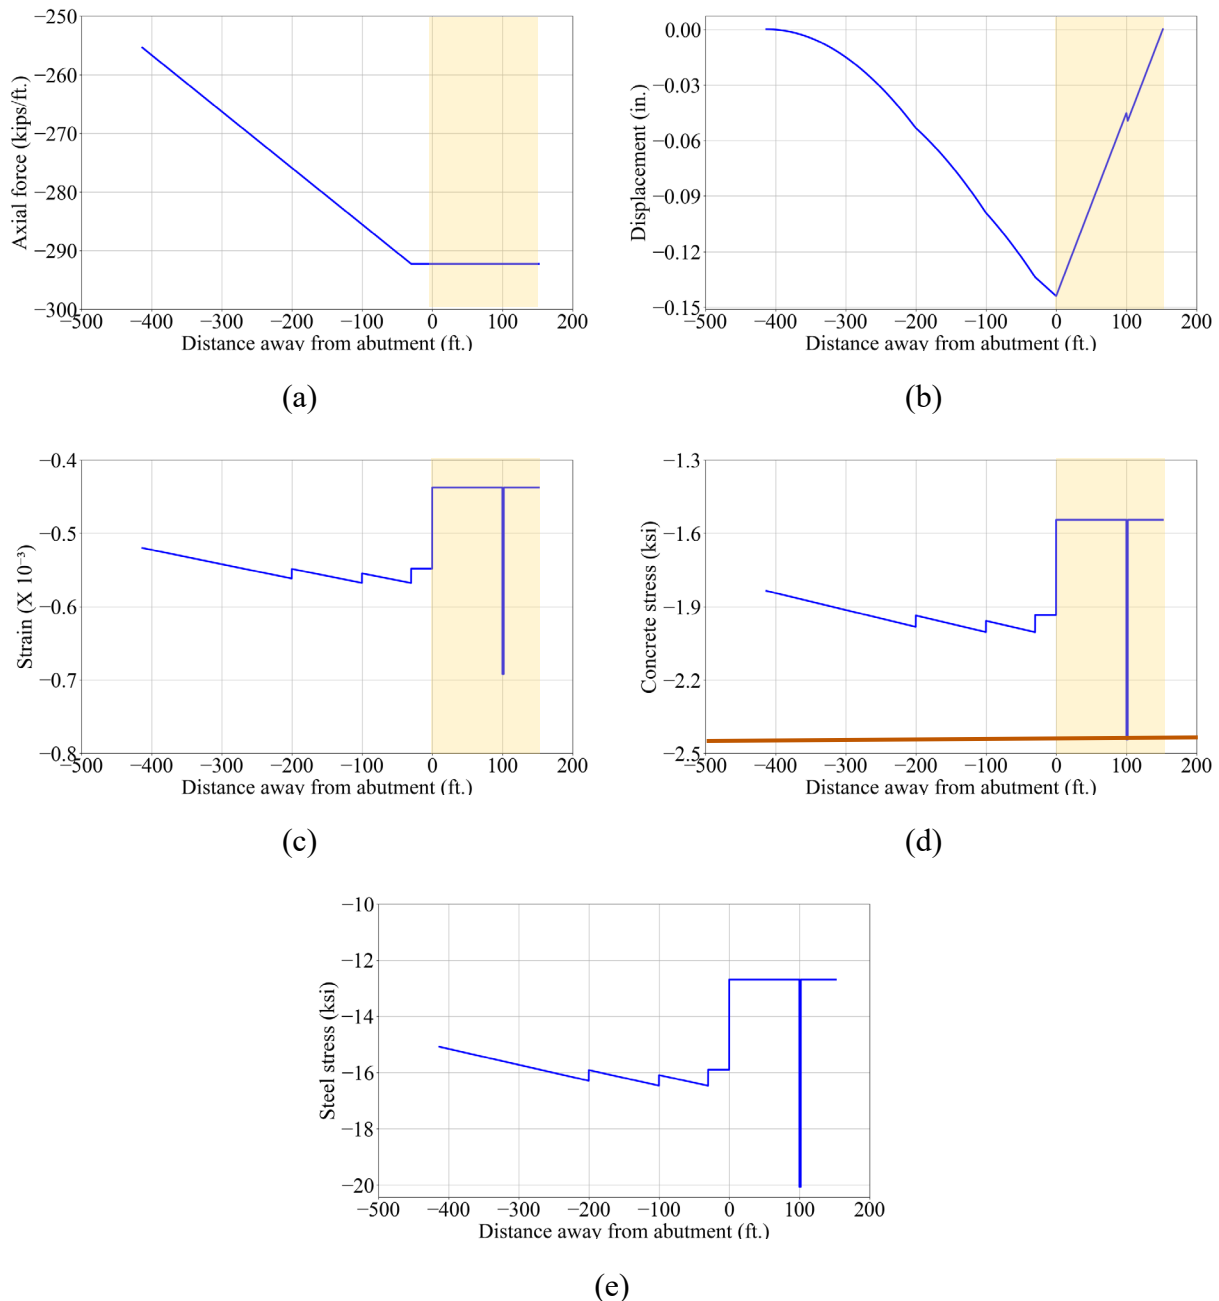 (a)
−250
−260
−270
−280
−290
−300
Axial force (kips/ft.)
−500 −400 −300 −200 −100 0 100 200
Distance away from abutment (ft.)
(b)
0.00
−0.03
−0.06
−0.09
−0.12
−0.15
Displacement (in.)
−500 −400 −300 −200 −100 0 100 200
Distance away from abutment (ft.)
(c)
−0.4
−0.5
−0.6
−0.7
−0.8
Strain (X 10⁻³)
−500 −400 −300 −200 −100 0 100 200
Distance away from abutment (ft.)
(d)
−1.3
−1.6
−1.9
−2.2
−2.5
Concrete stress (ksi)
−500 −400 −300 −200 −100 0 100 200
Distance away from abutment (ft.)
(e)
−10
−12
−14
−16
−18
−20
Steel stress (ksi)
−500 −400 −300 −200 −100 0 100 200
Distance away from abutment (ft.)